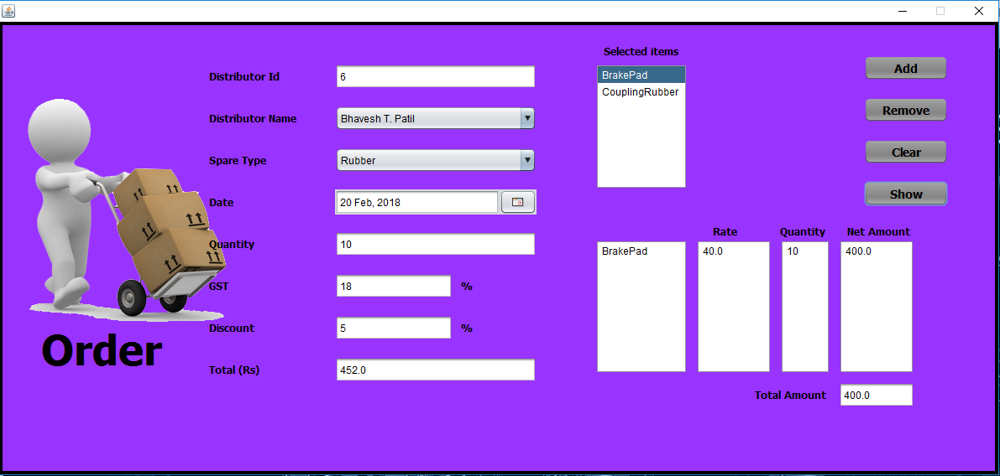 Distributor Id 6
Distributor Name Bhavesh T. Patil
Spare Type Rubber
Date 20 Feb, 2018
Quantity 10
GST 18 %
Discount 5 %
Total (Rs) 452.0
Order
Selected items
BrakePad
CouplingRubber
Add
Remove
Clear
Show
Rate Quantity Net Amount
BrakePad 40.0 10 400.0
Total Amount 400.0